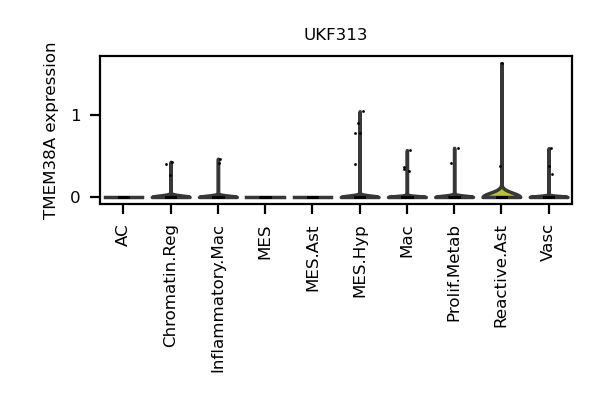 UKF313
TMEM38A expression
1
0
AC
Chromatin.Reg
Inflammatory.Mac
MES
MES.Ast
MES.Hyp
Mac
Prolif.Metab
Reactive.Ast
Vasc